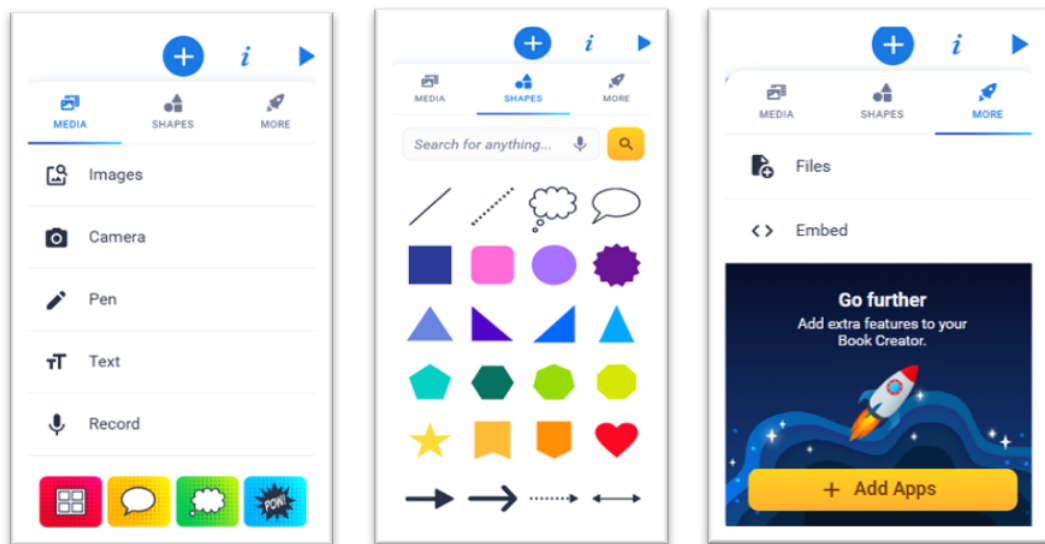 i
MEDIA
SHAPES
MORE
Images
Camera
Pen
Text
Record
POW!
i
MEDIA
SHAPES
MORE
Search for anything...
i
MEDIA
SHAPES
MORE
Files
Embed
Go further
Add extra features to your
Book Creator.
+ Add Apps